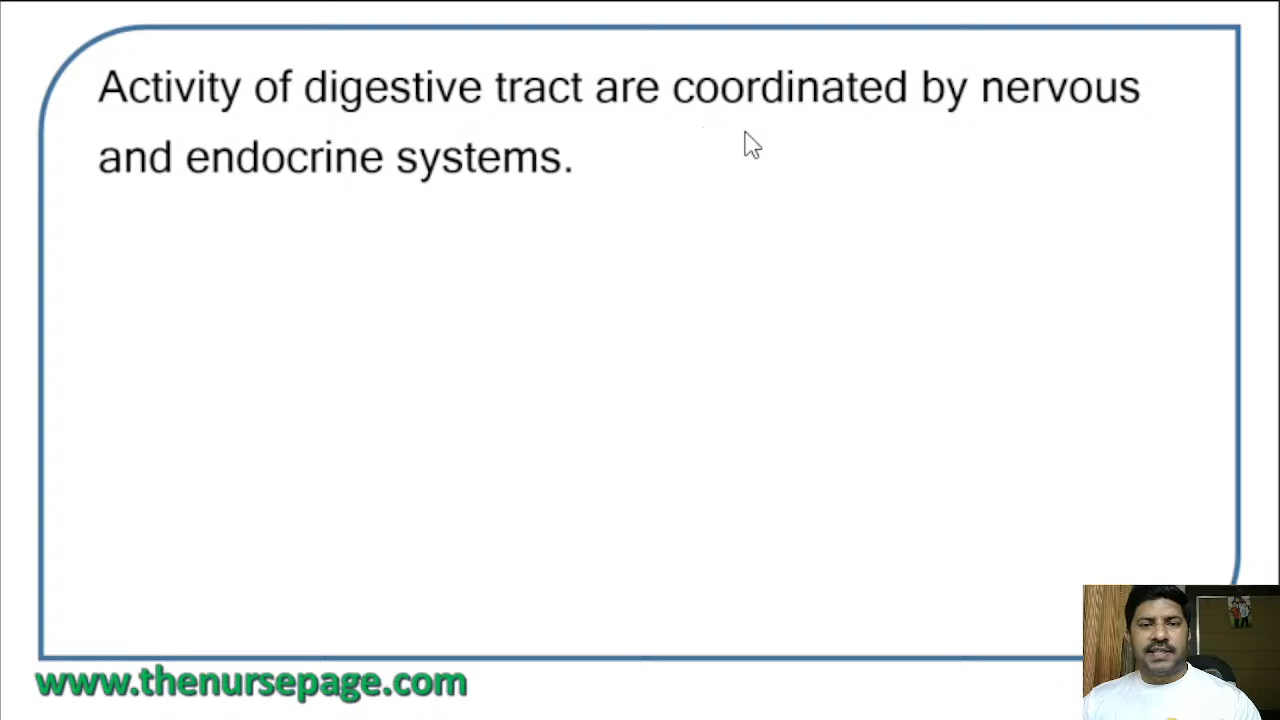 Activity of digestive tract are coordinated by nervous
and endocrine systems.
www.thenursepage.com